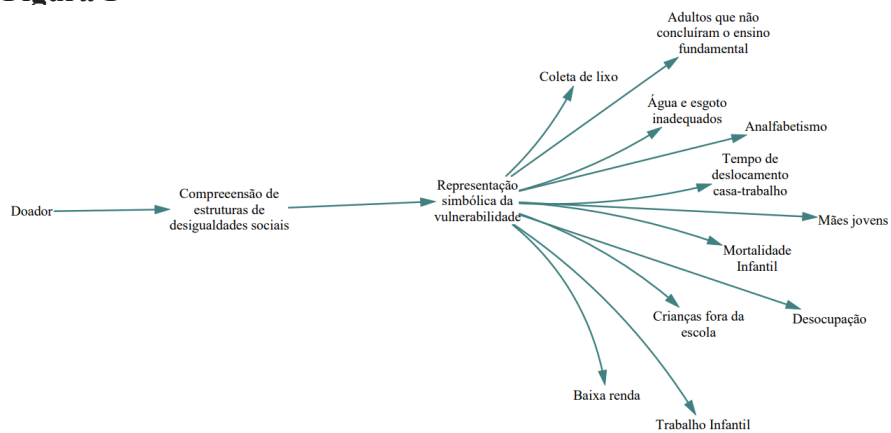 Adultos que não
concluíram o ensino
fundamental
Coleta de lixo
Água e esgoto
inadequados
Analfabetismo
Tempo de
deslocamento
casa-trabalho
Representação
simbólica da
vulnerabilidade
Compreeensão de
estruturas de
desigualdades sociais
Doador
Mães jovens
Mortalidade
Infantil
Crianças fora da
escola
Desocupação
Baixa renda
Trabalho Infantil